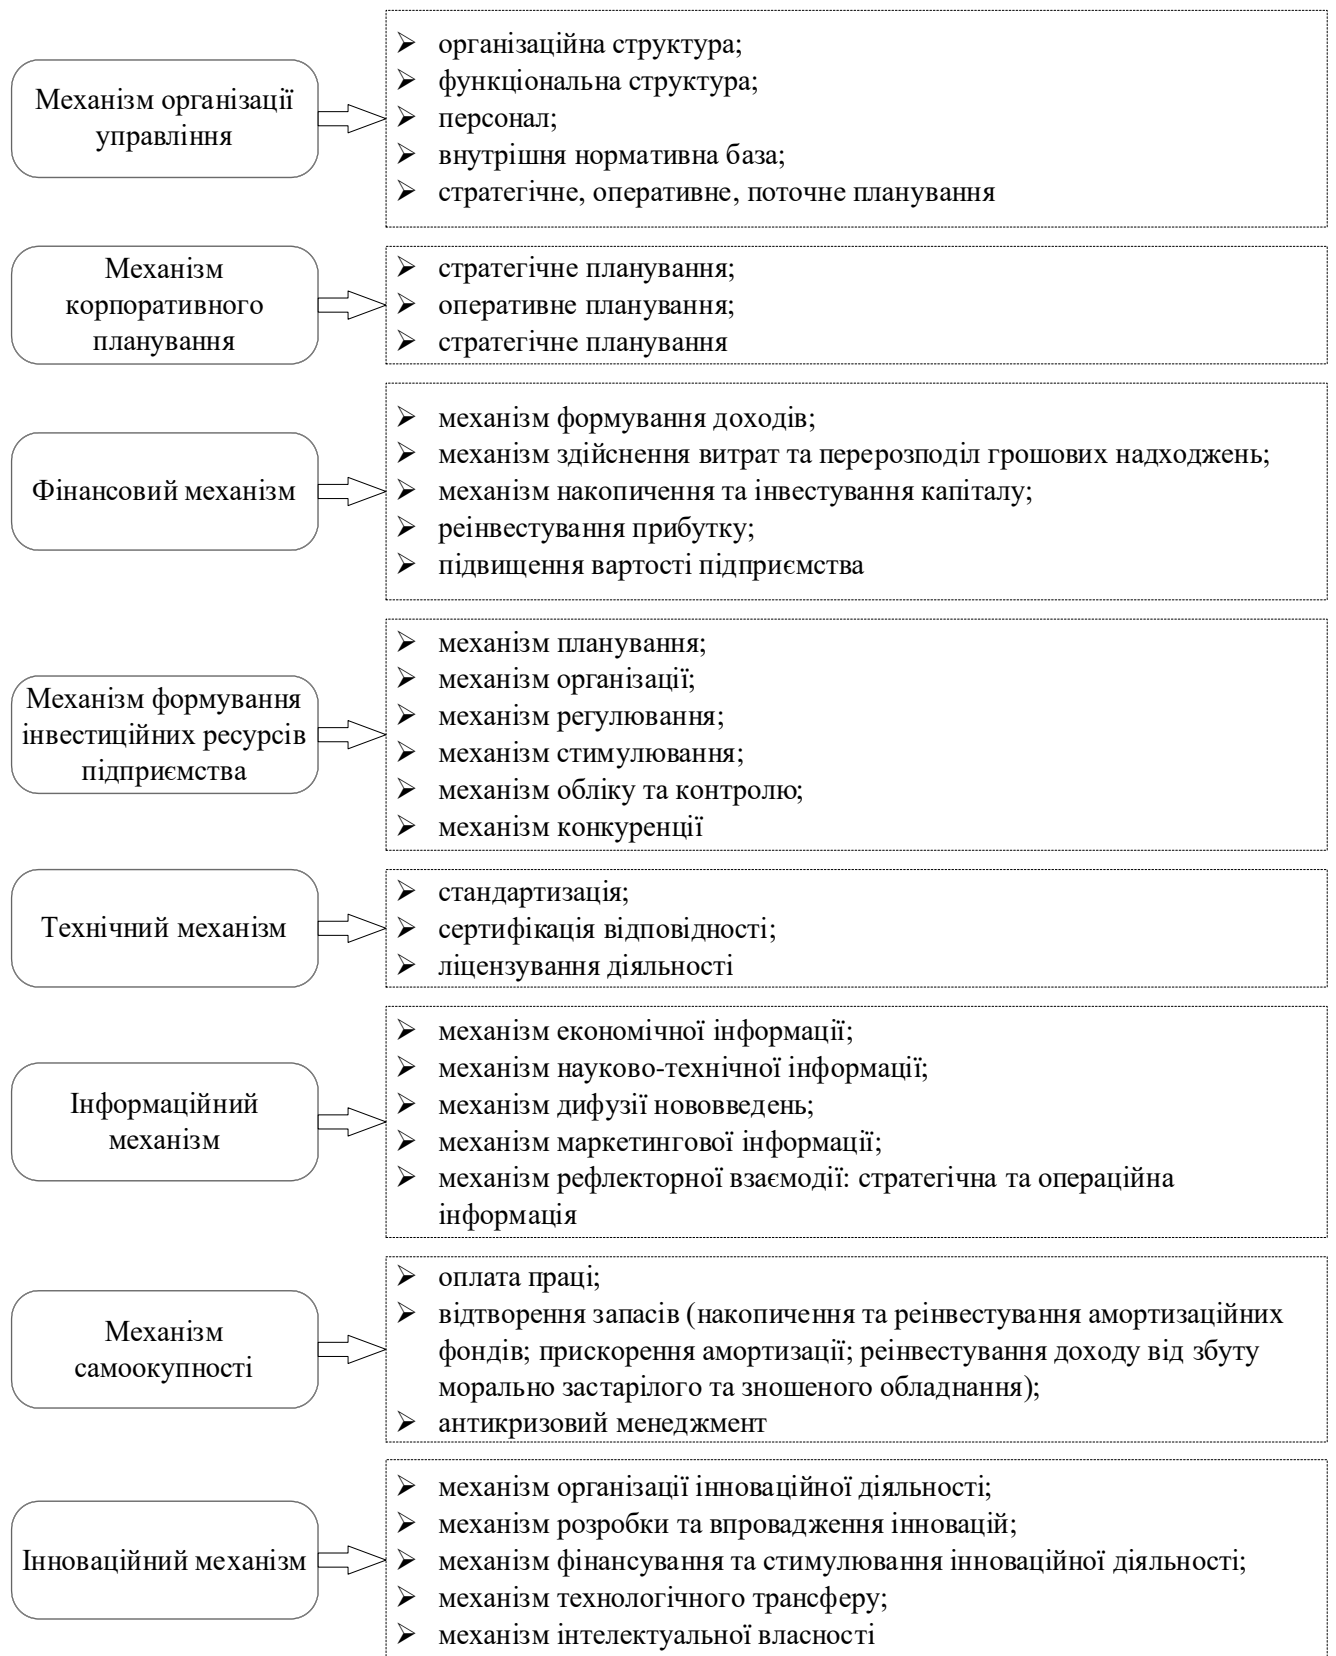 Механізм організації
управління
➢ організаційна структура;
➢ функціональна структура;
➢ персонал;
➢ внутрішня нормативна база;
➢ стратегічне, оперативне, поточне планування
Механізм
корпоративного
планування
➢ стратегічне планування;
➢ оперативне планування;
➢ стратегічне планування
Фінансовий механізм
➢ механізм формування доходів;
➢ механізм здійснення витрат та перерозподіл грошових надходжень;
➢ механізм накопичення та інвестування капіталу;
➢ реінвестування прибутку;
➢ підвищення вартості підприємства
Механізм формування
інвестиційних ресурсів
підприємства
➢ механізм планування;
➢ механізм організації;
➢ механізм регулювання;
➢ механізм стимулювання;
➢ механізм обліку та контролю;
➢ механізм конкуренції
Технічний механізм
➢ стандартизація;
➢ сертифікація відповідності;
➢ ліцензування діяльності
Інформаційний
механізм
➢ механізм економічної інформації;
➢ механізм науково-технічної інформації;
➢ механізм дифузії нововведень;
➢ механізм маркетингової інформації;
➢ механізм рефлекторної взаємодії: стратегічна та операційна
інформація
Механізм
самоокупності
➢ оплата праці;
➢ відтворення запасів (накопичення та реінвестування амортизаційних
фондів; прискорення амортизації; реінвестування доходу від збуту
морально застарілого та зношеного обладнання);
➢ антикризовий менеджмент
Інноваційний механізм
➢ механізм організації інноваційної діяльності;
➢ механізм розробки та впровадження інновацій;
➢ механізм фінансування та стимулювання інноваційної діяльності;
➢ механізм технологічного трансферу;
➢ механізм інтелектуальної власності